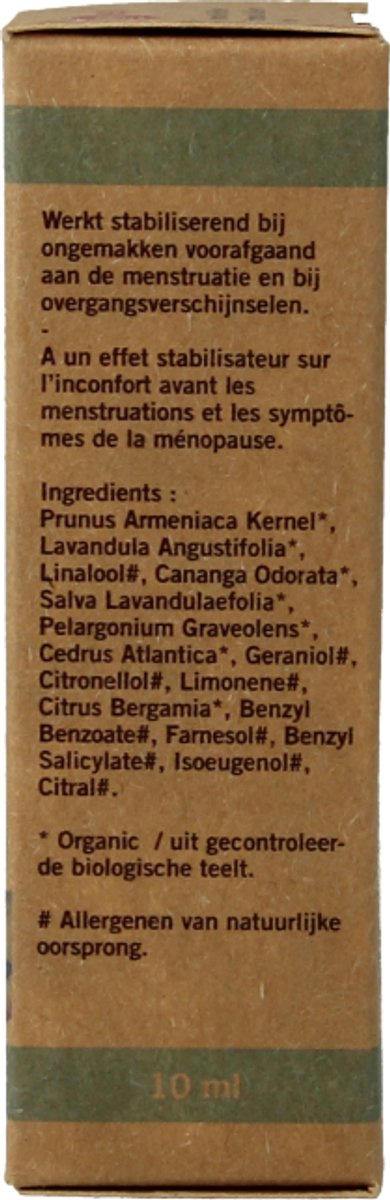 Werkt stabiliserend bij
ongemakken voorafgaand
aan de menstruatie en bij
overgangsverschijnselen.
-
A un effet stabilisateur sur
l'inconfort avant les
menstruations et les symptô-
mes de la ménopause.
Ingredients :
Prunus Armeniaca Kernel*,
Lavandula Angustifolia*,
Linalool#, Cananga Odorata*,
Salva Lavandulaefolia*,
Pelargonium Graveolens*,
Cedrus Atlantica*, Geraniol#,
Citronellol#, Limonene#,
Citrus Bergamia*, Benzyl
Benzoate#, Farnesol#, Benzyl
Salicylate#, Isoeugenol#,
Citral#.
* Organic / uit gecontroleer-
de biologische teelt.
# Allergenen van natuurlijke
oorsprong.
10 ml